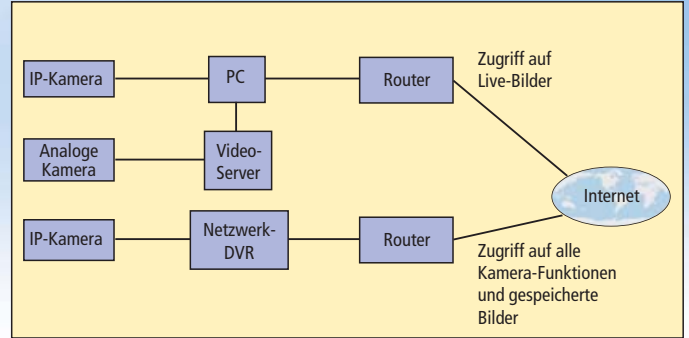 IP-Kamera
PC
Router
Zugriff auf
Live-Bilder
Analoge
Kamera
Video-
Server
Internet
IP-Kamera
Netzwerk-
DVR
Router
Zugriff auf alle
Kamera-Funktionen
und gespeicherte
Bilder